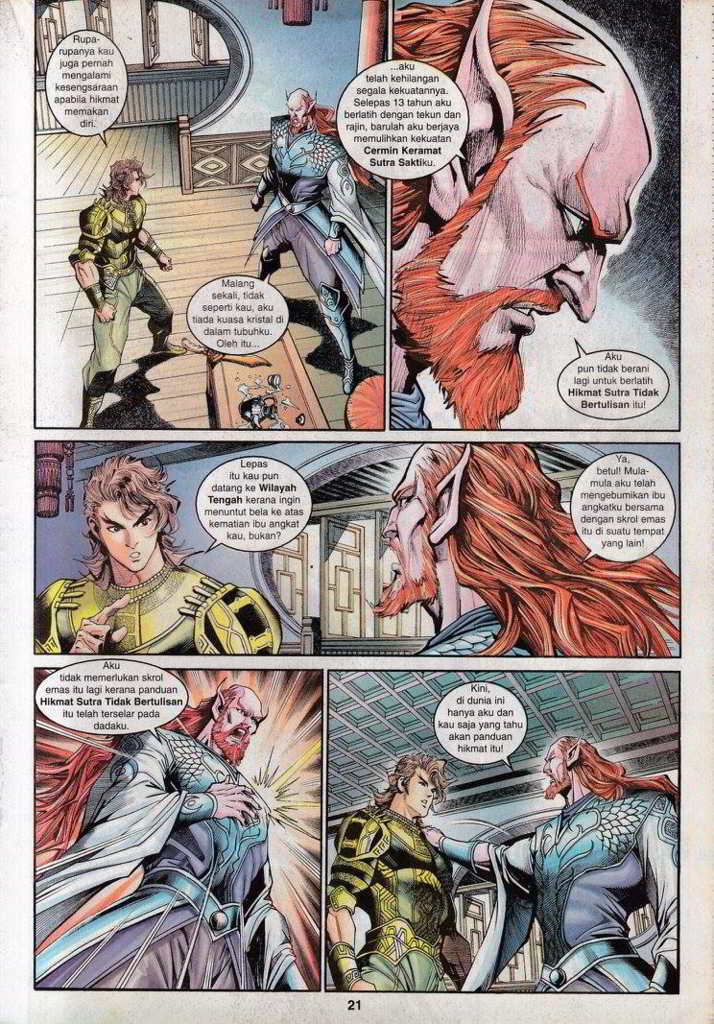 Rupa-
rupanya kau
juga pernah
mengalami
kesengsaraan
apabila hikmat
memakan
diri.
Malang
sekali, tidak
seperti kau, aku
tiada kuasa kristal di
dalam tubuhku.
Oleh itu...
...aku
telah kehilangan
segala kekuatannya.
Selepas 13 tahun aku
berlatih dengan tekun dan
rajin, barulah aku berjaya
memulihkan kekuatan
Cermin Keramat
Sutra Saktiku.
Aku
pun tidak berani
lagi untuk berlatih
Hikmat Sutra Tidak
Bertulisan itu!
Lepas
itu kau pun
datang ke Wilayah
Tengah kerana ingin
menuntut bela ke atas
kematian ibu angkat
kau, bukan?
Ya,
betul! Mula-
mula aku telah
mengebumikan ibu
angkatku bersama
dengan skrol emas
itu di suatu tempat
yang lain!
Aku
tidak memerlukan skrol
emas itu lagi kerana panduan
Hikmat Sutra Tidak Bertulisan
itu telah terselar pada
dadaku.
Kini,
di dunia ini
hanya aku dan
kau saja yang tahu
akan panduan
hikmat itu!
21